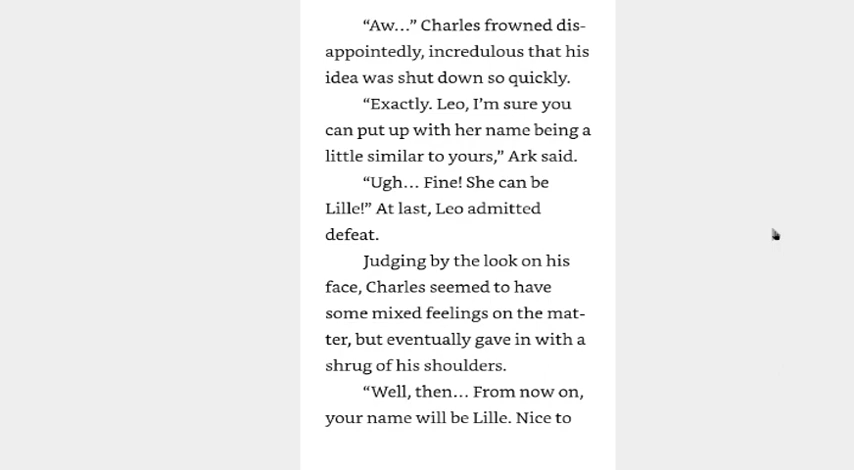 “Aw…” Charles frowned dis-
appointedly, incredulous that his
idea was shut down so quickly.
“Exactly. Leo, I’m sure you
can put up with her name being a
little similar to yours,” Ark said.
“Ugh… Fine! She can be
Lille!” At last, Leo admitted
defeat.
Judging by the look on his
face, Charles seemed to have
some mixed feelings on the mat-
ter, but eventually gave in with a
shrug of his shoulders.
“Well, then… From now on,
your name will be Lille. Nice to